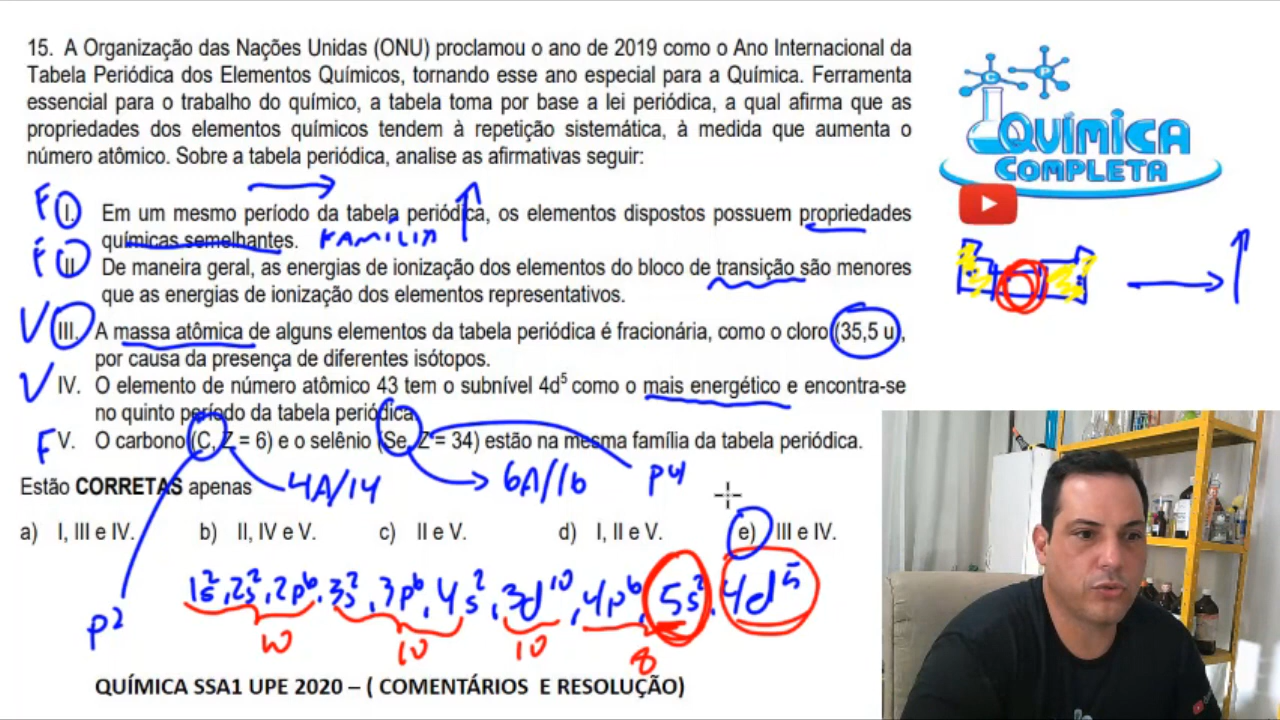 15. A Organização das Nações Unidas (ONU) proclamou o ano de 2019 como o Ano Internacional da
Tabela Periódica dos Elementos Químicos, tornando esse ano especial para a Química. Ferramenta
essencial para o trabalho do químico, a tabela toma por base a lei periódica, a qual afirma que as
propriedades dos elementos químicos tendem à repetição sistemática, à medida que aumenta o
número atômico. Sobre a tabela periódica, analise as afirmativas seguir:
QUÍMICA
COMPLETA
F I. Em um mesmo período da tabela periódica, os elementos dispostos possuem propriedades
químicas semelhantes. FAMÍLIA
F II. De maneira geral, as energias de ionização dos elementos do bloco de transição são menores
que as energias de ionização dos elementos representativos.
V III. A massa atômica de alguns elementos da tabela periódica é fracionária, como o cloro (35,5 u),
por causa da presença de diferentes isótopos.
V IV. O elemento de número atômico 43 tem o subnível 4d⁵ como o mais energético e encontra-se
no quinto período da tabela periódica.
F V. O carbono (C, Z = 6) e o selênio (Se, Z = 34) estão na mesma família da tabela periódica.
4A/14 6A/16 p4
Estão CORRETAS apenas
a) I, III e IV. b) II, IV e V. c) II e V. d) I, II e V. e) III e IV.
1s², 2s², 2p⁶, 3s², 3p⁶, 4s², 3d¹⁰, 4p⁶, 5s², 4d⁵
p2
10 10 10 8
QUÍMICA SSA1 UPE 2020 – ( COMENTÁRIOS E RESOLUÇÃO)